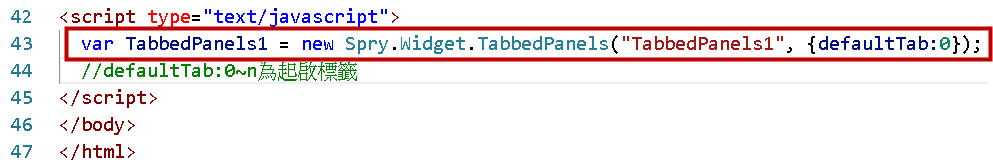 42 <script type="text/javascript">
43 var TabbedPanels1 = new Spry.Widget.TabbedPanels("TabbedPanels1", {defaultTab:0});
44 //defaultTab:0~n為起啟標籤
45 </script>
46 </body>
47 </html>